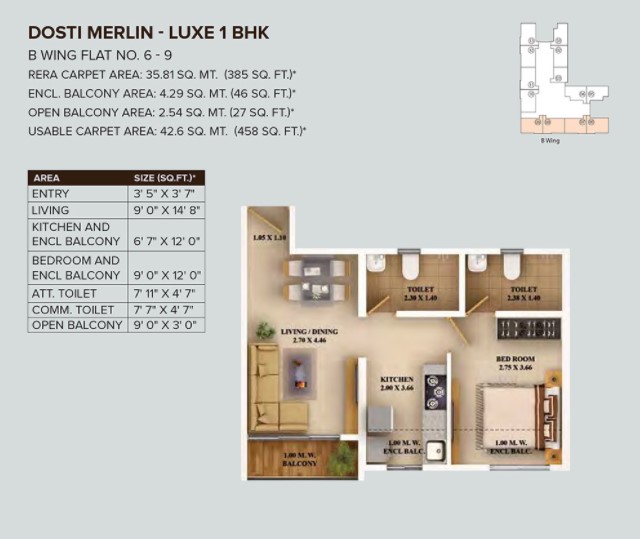 DOSTI MERLIN - LUXE 1 BHK
B WING FLAT NO. 6 - 9
RERA CARPET AREA: 35.81 SQ. MT. (385 SQ. FT.)*
ENCL. BALCONY AREA: 4.29 SQ. MT. (46 SQ. FT.)*
OPEN BALCONY AREA: 2.54 SQ. MT. (27 SQ. FT.)*
USABLE CARPET AREA: 42.6 SQ. MT. (458 SQ. FT.)*
B Wing
AREA SIZE (SQ.FT.)*
ENTRY 3' 5" X 3' 7"
LIVING 9' 0" X 14' 8"
KITCHEN AND
ENCL BALCONY 6' 7" X 12' 0"
BEDROOM AND
ENCL BALCONY 9' 0" X 12' 0"
ATT. TOILET 7' 11" X 4' 7"
COMM. TOILET 7' 7" X 4' 7"
OPEN BALCONY 9' 0" X 3' 0"
1.05 X 1.10
TOILET
2.30 X 1.40
TOILET
2.30 X 1.40
LIVING / DINING
2.70 X 4.46
BED ROOM
2.75 X 3.66
KITCHEN
2.00 X 3.66
1.00 M. W.
BALCONY
1.00 M. W.
ENCL BALC.
1.00 M. W.
ENCL BALC.